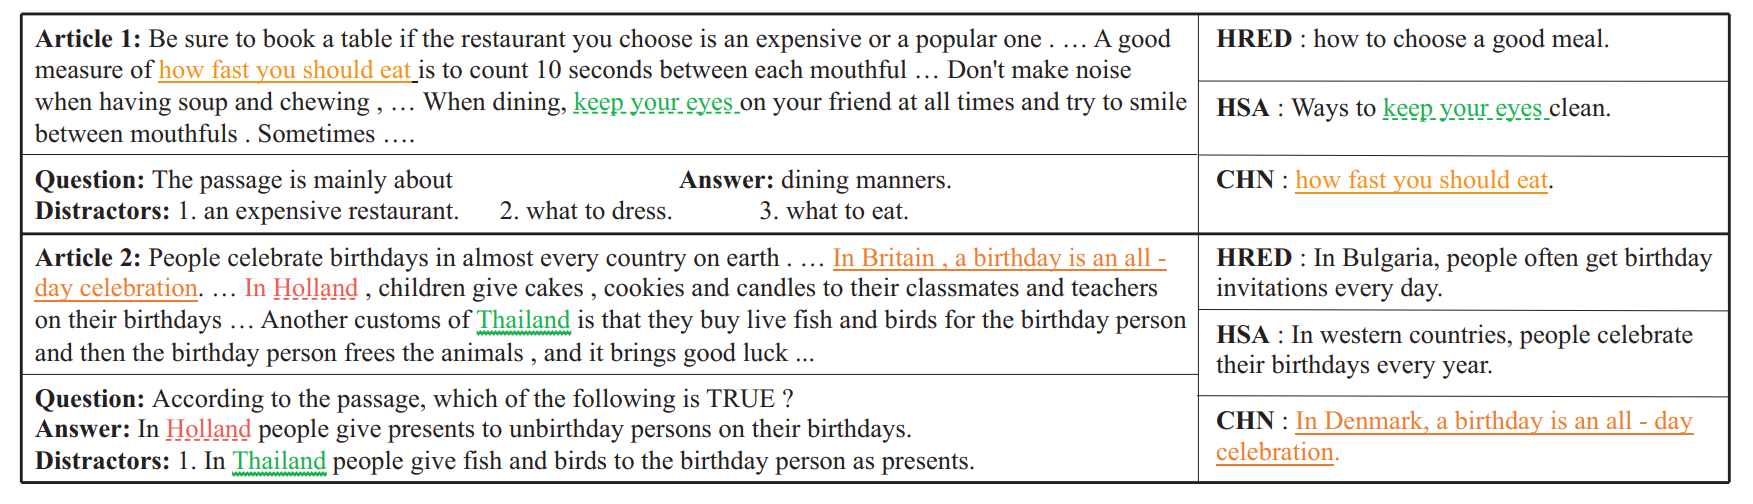 Article 1: Be sure to book a table if the restaurant you choose is an expensive or a popular one . … A good
measure of how fast you should eat is to count 10 seconds between each mouthful … Don't make noise
when having soup and chewing , … When dining, keep your eyes on your friend at all times and try to smile
between mouthfuls . Sometimes ….
Question: The passage is mainly about Answer: dining manners.
Distractors: 1. an expensive restaurant. 2. what to dress. 3. what to eat.
HRED : how to choose a good meal.
HSA : Ways to keep your eyes clean.
CHN : how fast you should eat.
Article 2: People celebrate birthdays in almost every country on earth . … In Britain , a birthday is an all -
day celebration. … In Holland , children give cakes , cookies and candles to their classmates and teachers
on their birthdays … Another customs of Thailand is that they buy live fish and birds for the birthday person
and then the birthday person frees the animals , and it brings good luck ...
Question: According to the passage, which of the following is TRUE ?
Answer: In Holland people give presents to unbirthday persons on their birthdays.
Distractors: 1. In Thailand people give fish and birds to the birthday person as presents.
HRED : In Bulgaria, people often get birthday
invitations every day.
HSA : In western countries, people celebrate
their birthdays every year.
CHN : In Denmark, a birthday is an all - day
celebration.